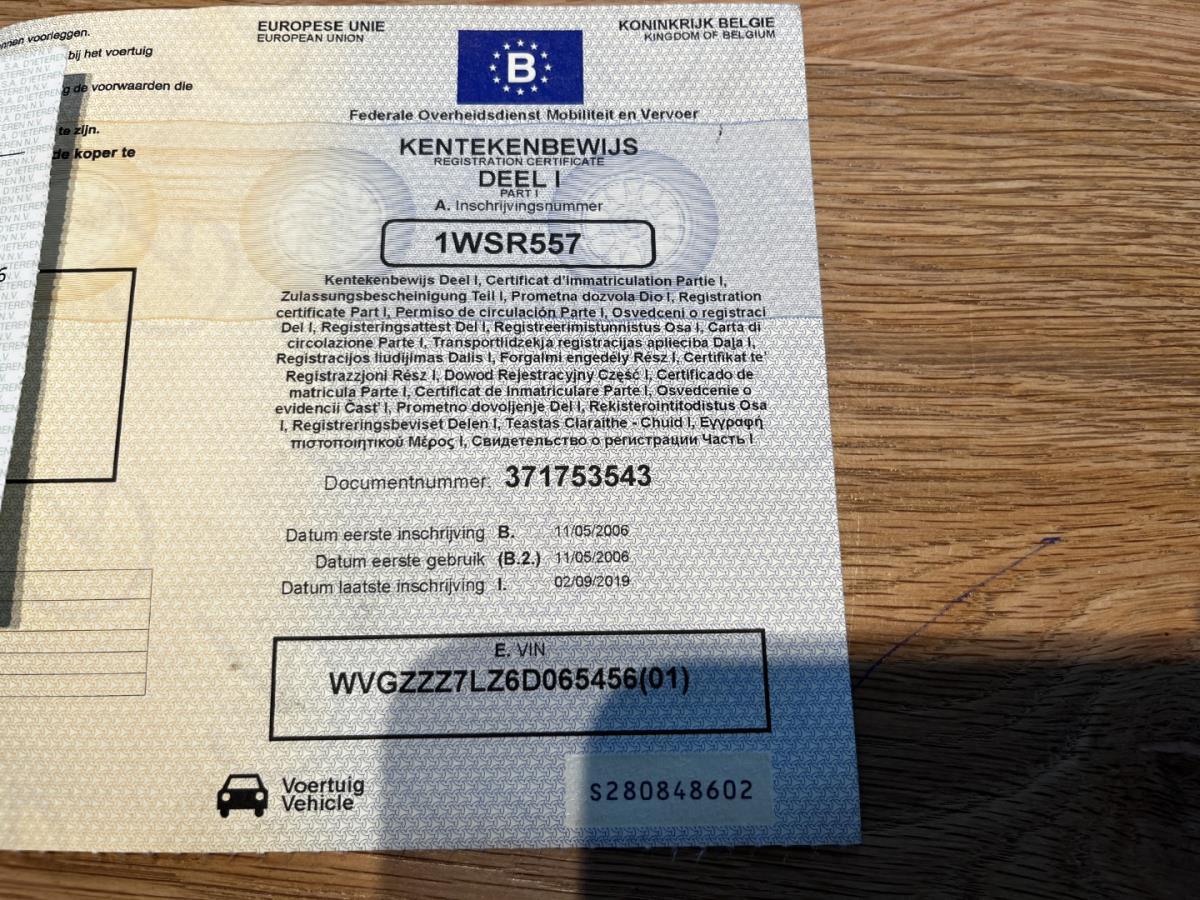 nnen voorleggen.
bij het voertuig
g de voorwaarden die
te zijn.
de koper te
EUROPESE UNIE
EUROPEAN UNION
KONINKRIJK BELGIE
KINGDOM OF BELGIUM
B
Federale Overheidsdienst Mobiliteit en Vervoer
KENTEKENBEWIJS
REGISTRATION CERTIFICATE
DEEL I
PART I
A. Inschrijvingsnummer
1WSR557
Kentekenbewijs Deel I, Certificat d'immatriculation Partie I,
Zulassungsbescheinigung Teil I, Prometna dozvola Dio I, Registration
certificate Part I, Permiso de circulación Parte I, Osvedceni o registraci
Del I, Registeringsattest Del I, Registreerimistunnistus Osa I, Carta di
circolazione Parte I, Transportlidzekja registracijas aplieciba Daļa I,
Registracijos liudijimas Dalis I, Forgalmi engedély Rész I, Certifikat te'
Registrazzjoni Rész I, Dowod Rejestracyjny Część I, Certificado de
matricula Parte I, Certificat de Inmatriculare Parte I, Osvedcenie o
evidencii Čast' I, Prometno dovoljenje Del I, Rekisterointitodistus Osa
I, Registreringsbeviset Delen I, Teastas Claraithe - Chuid I, Εγγραφή
πιστοποιητικού Μέρος I, Свидетельство о регистрации Часть I
Documentnummer: 371753543
Datum eerste inschrijving B. 11/05/2006
Datum eerste gebruik (B.2.) 11/05/2006
Datum laatste inschrijving I. 02/09/2019
E. VIN
WVGZZZ7LZ6D065456(01)
Voertuig
Vehicle
S280848602